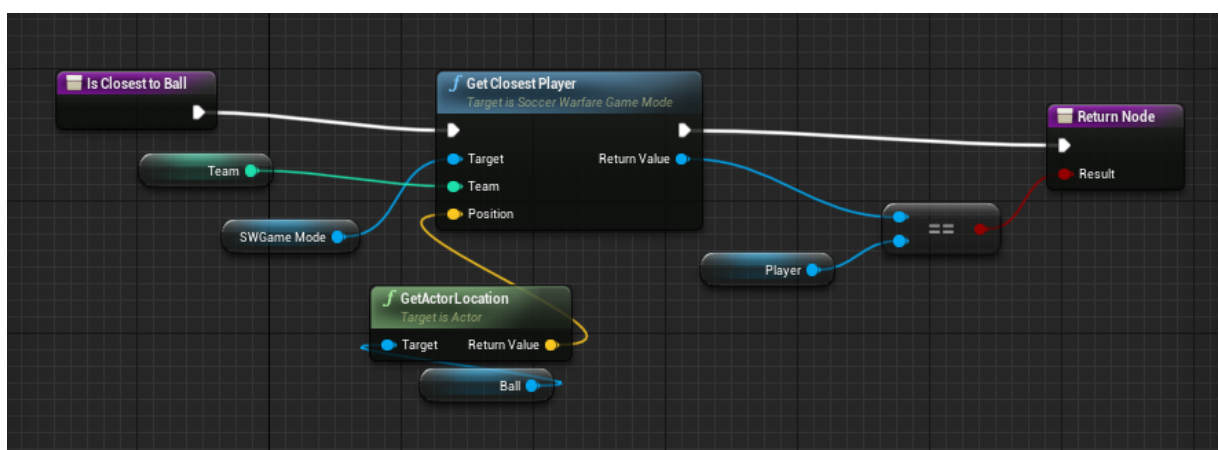 Is Closest to Ball
Team
SWGame Mode
f Get Closest Player
Target is Soccer Warfare Game Mode
Target Return Value
Team
Position
f GetActorLocation
Target is Actor
Target Return Value
Ball
Player
==
Return Node
Result